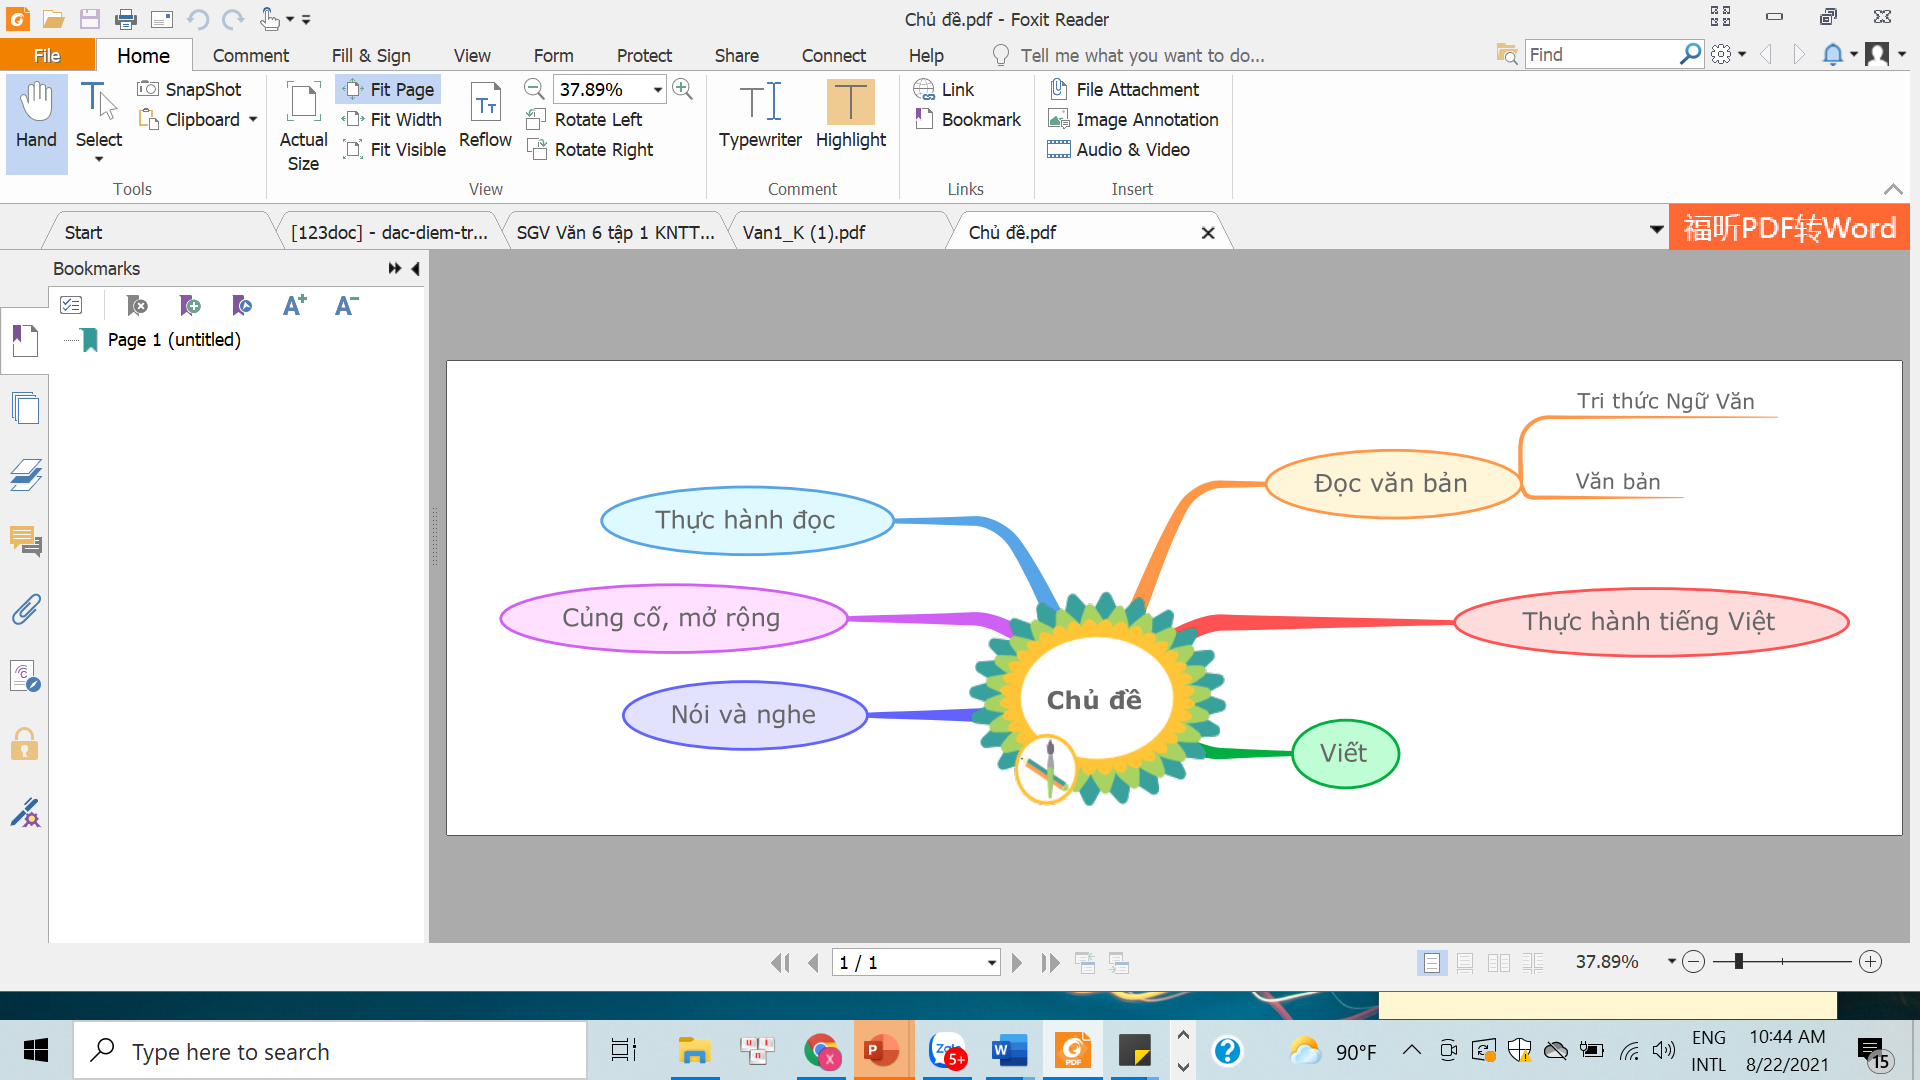 Chủ đề.pdf - Foxit Reader
File Home Comment Fill & Sign View Form Protect Share Connect Help Tell me what you want to do... Find
Hand
Select
SnapShot
Clipboard
Tools
Actual Size
Fit Page
Fit Width
Fit Visible
Reflow
37.89%
Rotate Left
Rotate Right
View
Typewriter
Highlight
Comment
Link
Bookmark
Links
File Attachment
Image Annotation
Audio & Video
Insert
Start [123doc] - dac-diem-tr... SGV Văn 6 tập 1 KNTT... Van1_K (1).pdf Chủ đề.pdf 福昕PDF转Word
Bookmarks
Page 1 (untitled)
Tri thức Ngữ Văn
Đọc văn bản
Văn bản
Thực hành đọc
Củng cố, mở rộng
Thực hành tiếng Việt
Chủ đề
Nói và nghe
Viết
1 / 1
37.89%
Type here to search
5+
90°F
ENG
INTL
10:44 AM
8/22/2021
15